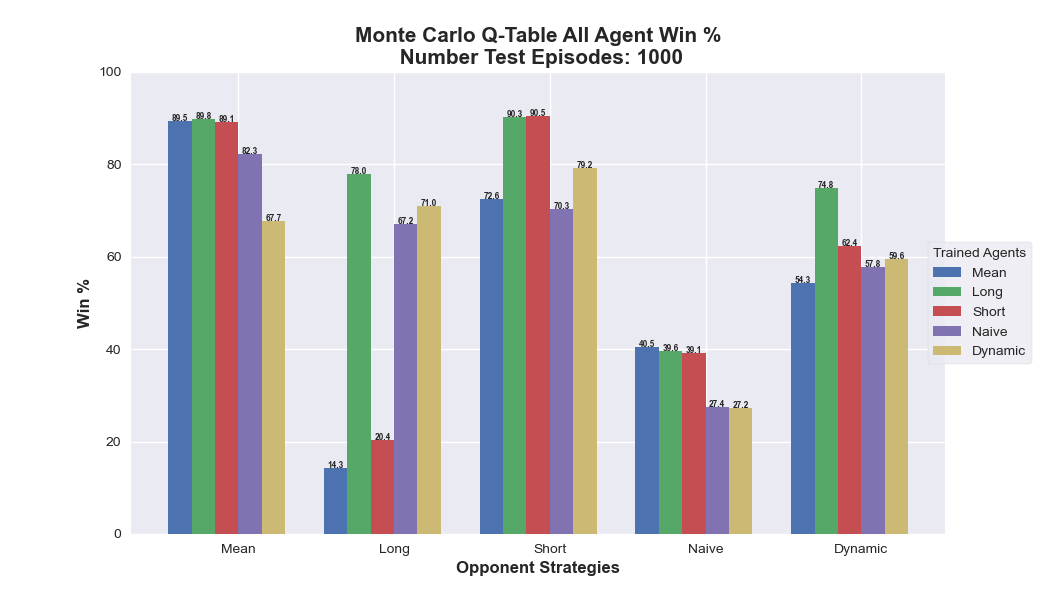 Monte Carlo Q-Table All Agent Win %
Number Test Episodes: 1000
Win %
100
80
60
40
20
0
89.5 89.8 89.1 82.3 67.7
14.3 78.0 20.4 67.2 71.0
72.6 90.3 90.5 70.3 79.2
40.5 39.6 39.1 27.4 27.2
54.3 74.8 62.4 57.8 59.6
Mean Long Short Naive Dynamic
Opponent Strategies
Trained Agents
Mean
Long
Short
Naive
Dynamic